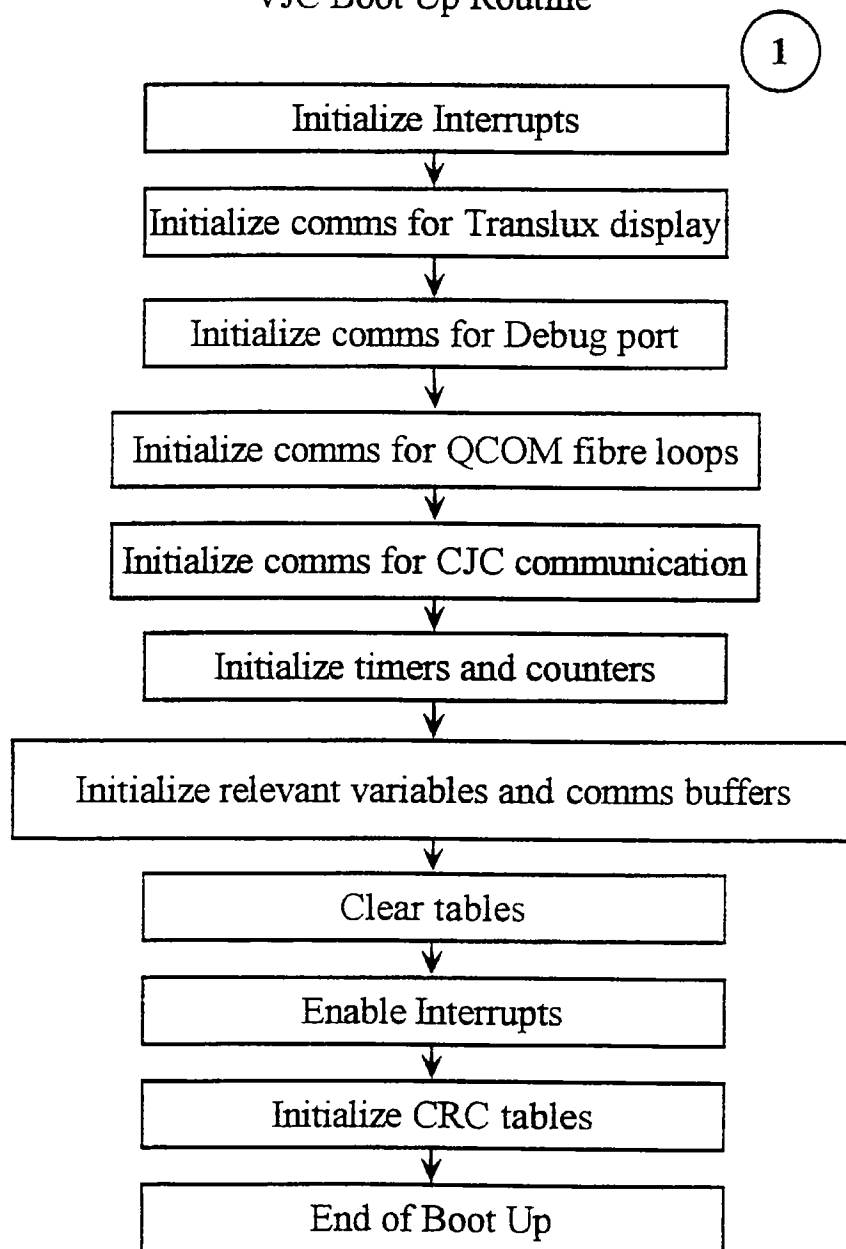 VJC Boot Up Routine
1
Initialize Interrupts
Initialize comms for Translux display
Initialize comms for Debug port
Initialize comms for QCOM fibre loops
Initialize comms for CJC communication
Initialize timers and counters
Initialize relevant variables and comms buffers
Clear tables
Enable Interrupts
Initialize CRC tables
End of Boot Up